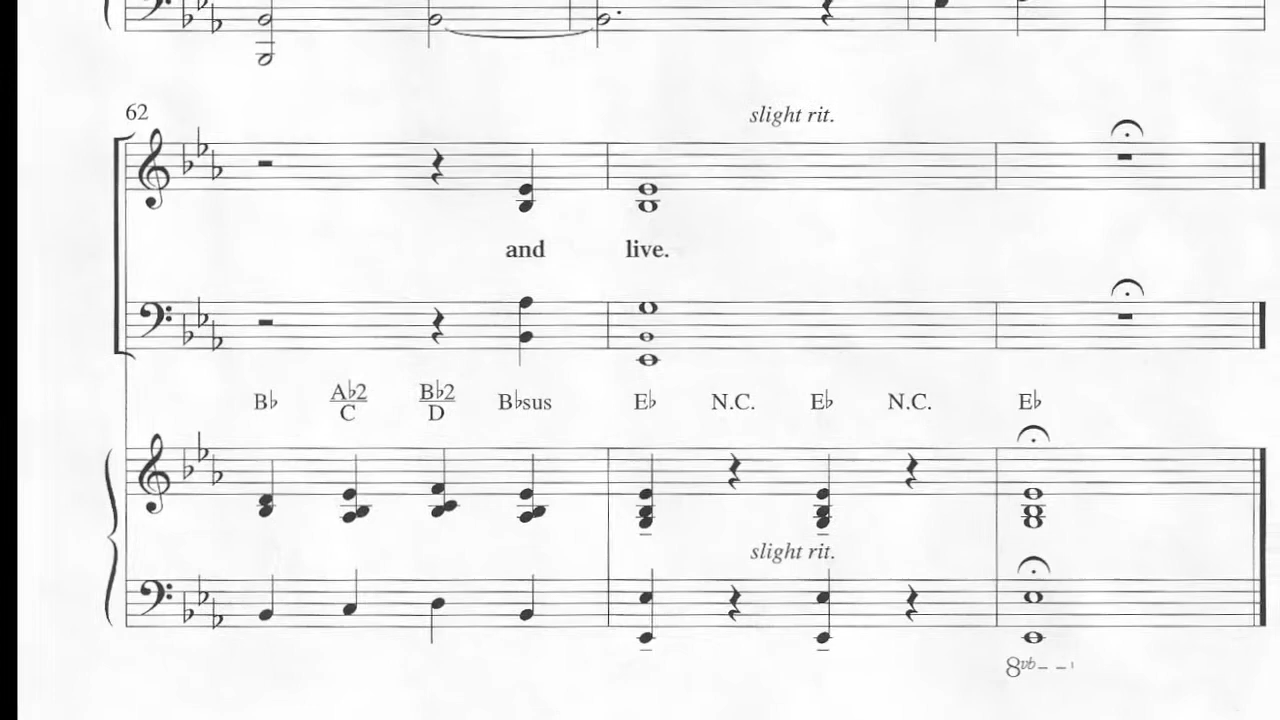 62
slight rit.
and live.
B♭ A♭2/C B♭2/D B♭sus E♭ N.C. E♭ N.C. E♭
slight rit.
8vb